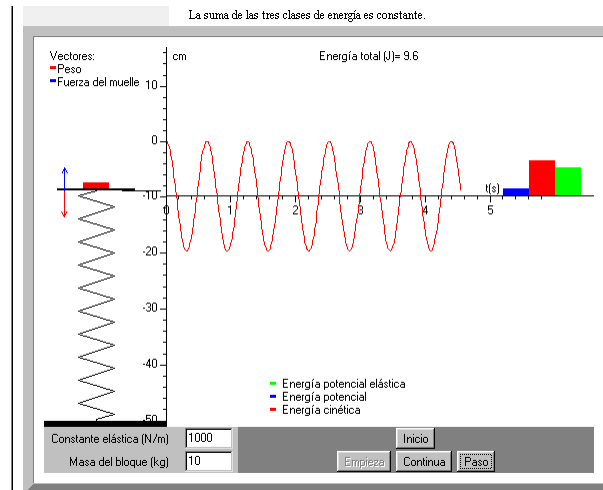 La suma de las tres clases de energía es constante.
Vectores:
Peso
Fuerza del muelle
cm
Energía total (J)= 9.6
10
0
-10
-20
-30
-40
-50
t(s)
0 1 2 3 4 5
Energía potencial elástica
Energía potencial
Energía cinética
Constante elástica (N/m) 1000
Inicio
Masa del bloque (kg) 10
Empieza Continua Paso